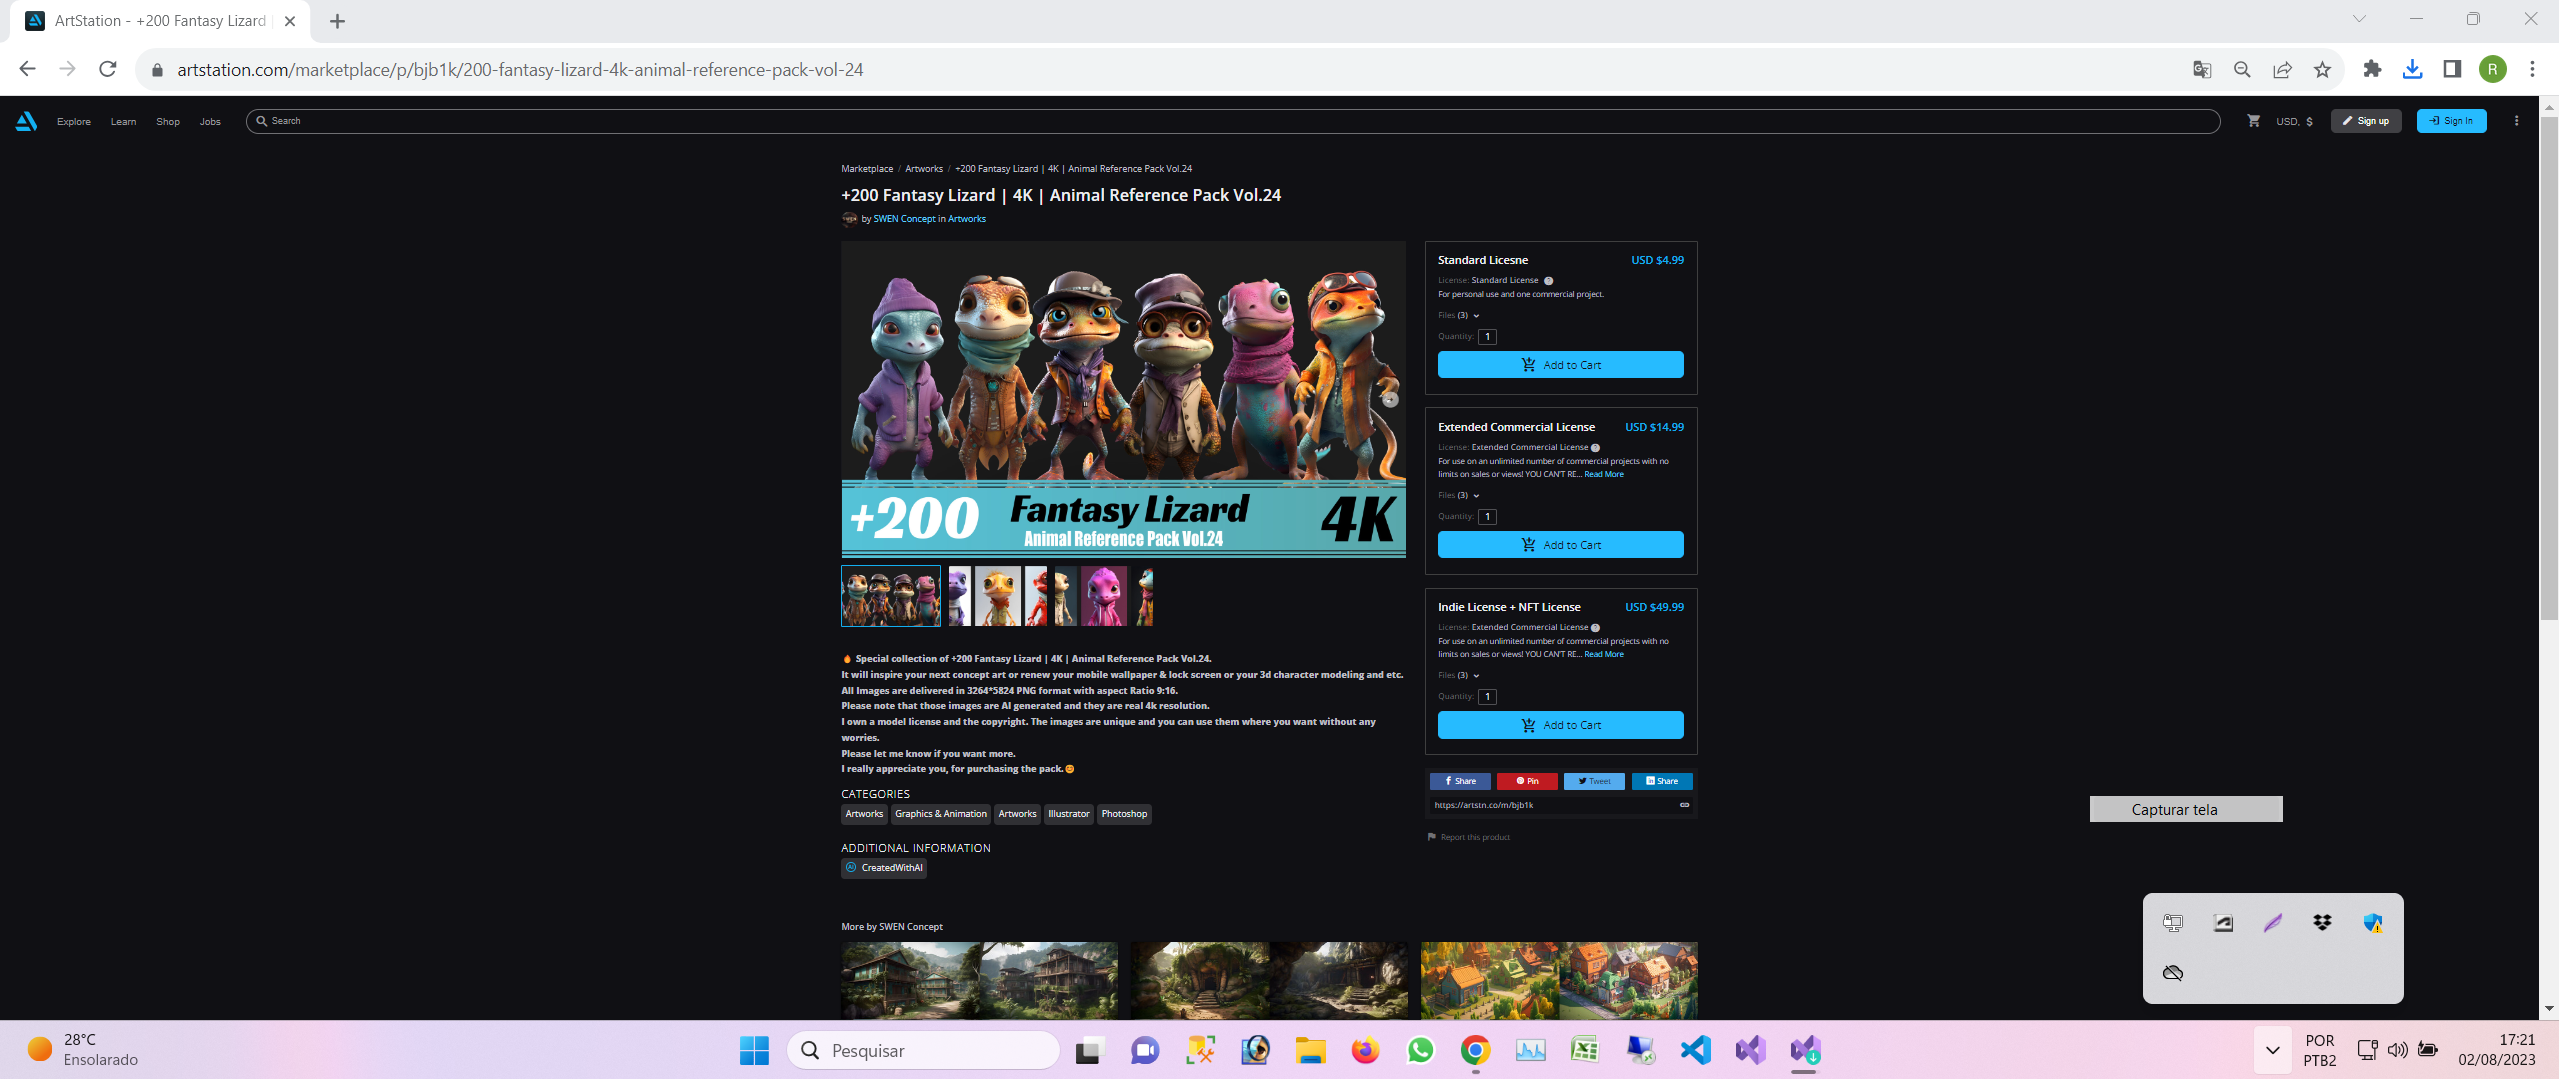 ArtStation - +200 Fantasy Lizard
artstation.com/marketplace/p/bjb1k/200-fantasy-lizard-4k-animal-reference-pack-vol-24
R
Explore Learn Shop Jobs Search USD, $ Sign up Sign In
Marketplace / Artworks / +200 Fantasy Lizard | 4K | Animal Reference Pack Vol.24
+200 Fantasy Lizard | 4K | Animal Reference Pack Vol.24
by SWEN Concept in Artworks
+200 Fantasy Lizard 4K
Animal Reference Pack Vol.24
🔥 Special collection of +200 Fantasy Lizard | 4K | Animal Reference Pack Vol.24.
It will inspire your next concept art or renew your mobile wallpaper & lock screen or your 3d character modeling and etc.
All Images are delivered in 3264*5824 PNG format with aspect Ratio 9:16.
Please note that those images are AI generated and they are real 4k resolution.
I own a model license and the copyright. The images are unique and you can use them where you want without any
worries.
Please let me know if you want more.
I really appreciate you, for purchasing the pack.😊
CATEGORIES
Artworks Graphics & Animation Artworks Illustrator Photoshop
ADDITIONAL INFORMATION
AI CreatedWithAI
More by SWEN Concept
Standard Licesne USD $4.99
License: Standard License ?
For personal use and one commercial project.
Files (3)
Quantity: 1
Add to Cart
Extended Commercial License USD $14.99
License: Extended Commercial License ?
For use on an unlimited number of commercial projects with no
limits on sales or views! YOU CAN'T RE... Read More
Files (3)
Quantity: 1
Add to Cart
Indie License + NFT License USD $49.99
License: Extended Commercial License ?
For use on an unlimited number of commercial projects with no
limits on sales or views! YOU CAN'T RE... Read More
Files (3)
Quantity: 1
Add to Cart
Share Pin Tweet Share
https://artstn.co/m/bjb1k
Report this product
Capturar tela
28°C
Ensolarado
Pesquisar
POR
PTB2
17:21
02/08/2023